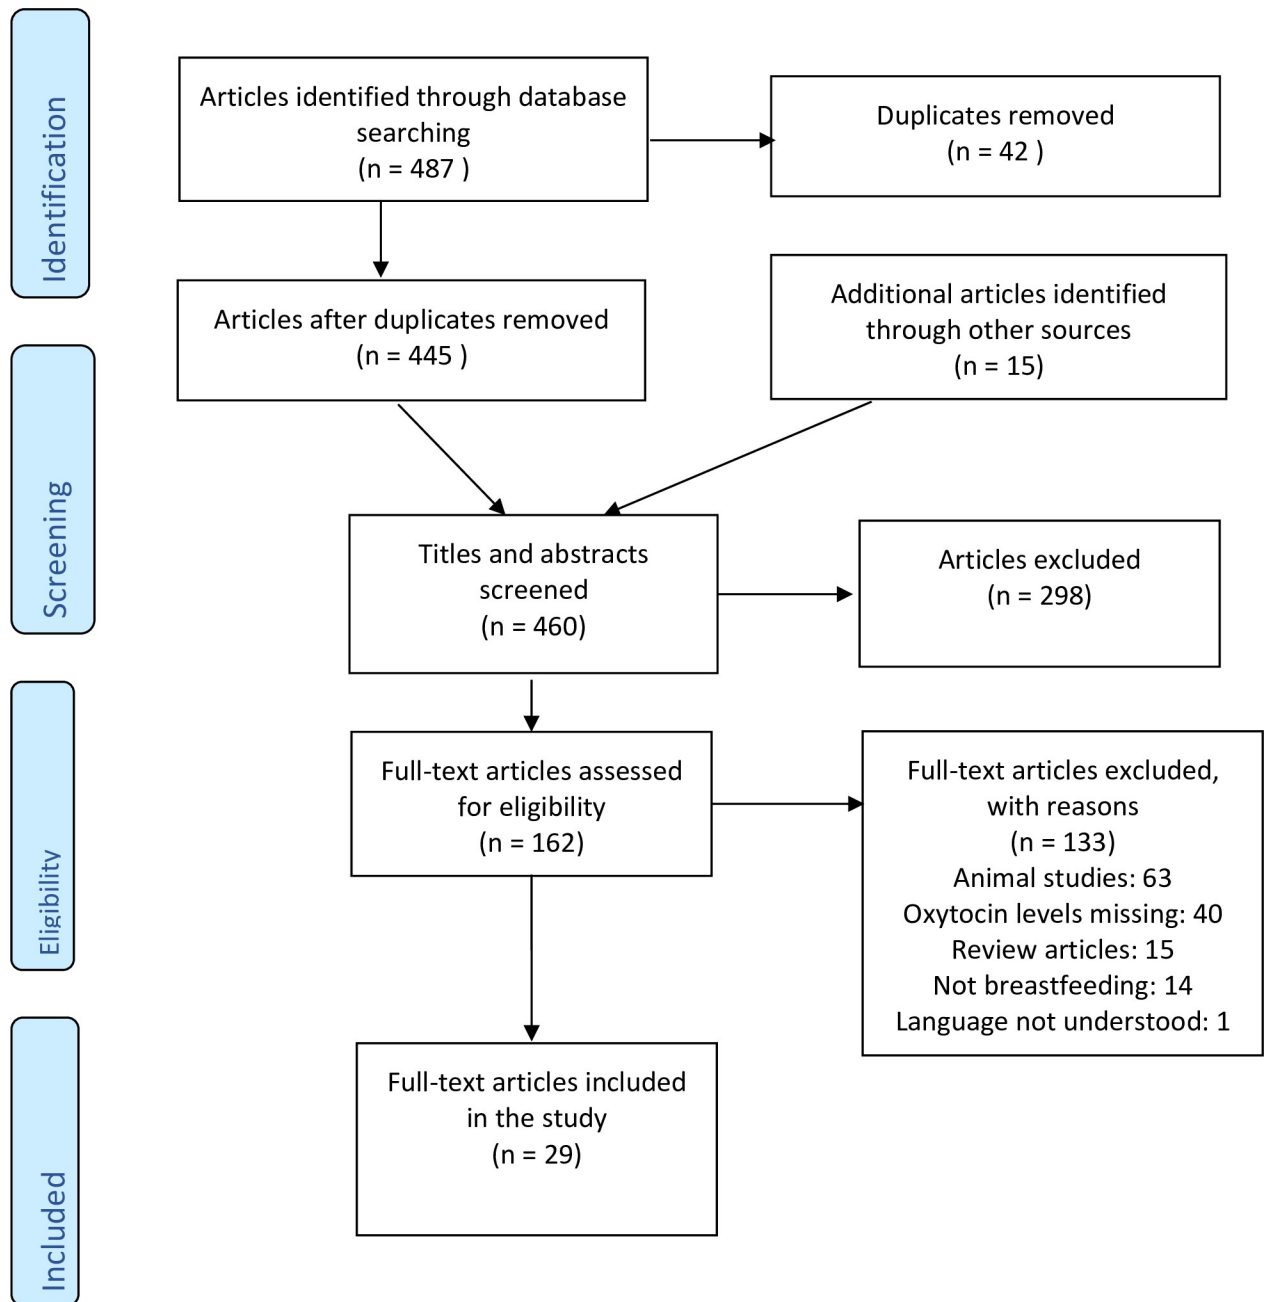 Identification
Articles identified through database
searching
(n = 487 )
Duplicates removed
(n = 42 )
Articles after duplicates removed
(n = 445 )
Additional articles identified
through other sources
(n = 15)
Screening
Titles and abstracts
screened
(n = 460)
Articles excluded
(n = 298)
Eligibility
Full-text articles assessed
for eligibility
(n = 162)
Full-text articles excluded,
with reasons
(n = 133)
Animal studies: 63
Oxytocin levels missing: 40
Review articles: 15
Not breastfeeding: 14
Language not understood: 1
Included
Full-text articles included
in the study
(n = 29)